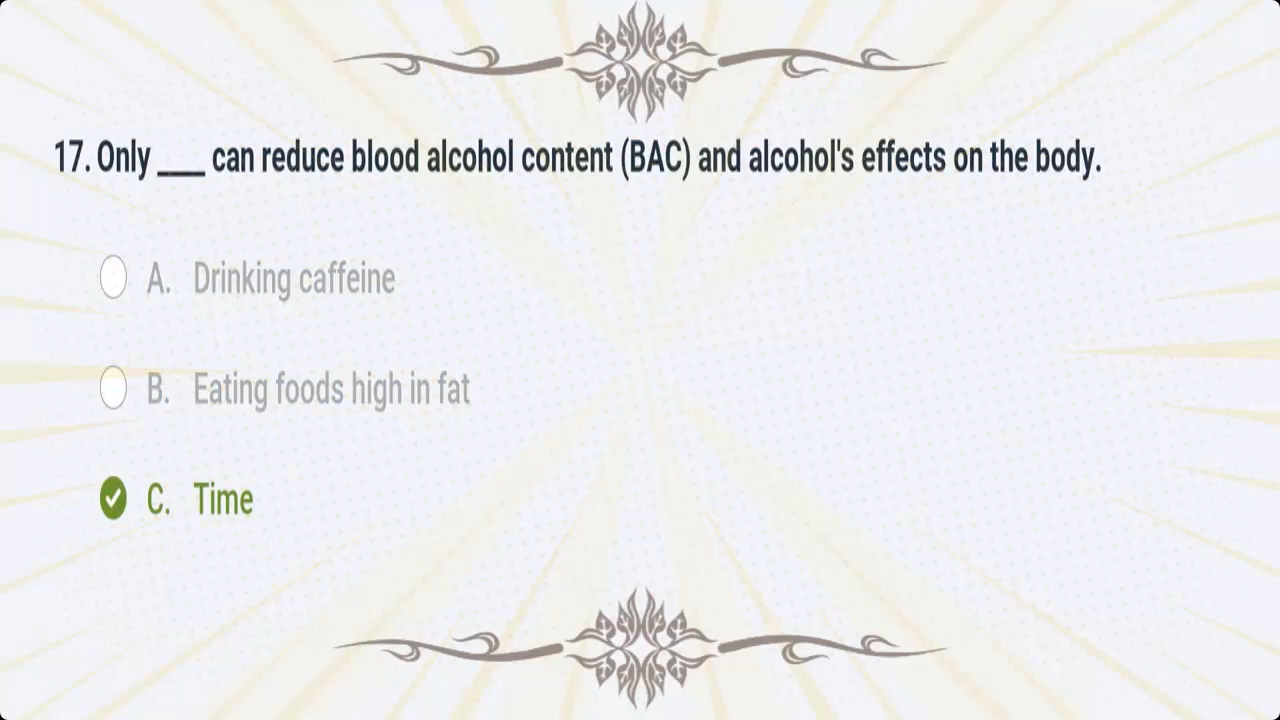 17. Only ___ can reduce blood alcohol content (BAC) and alcohol's effects on the body.
A. Drinking caffeine
B. Eating foods high in fat
C. Time